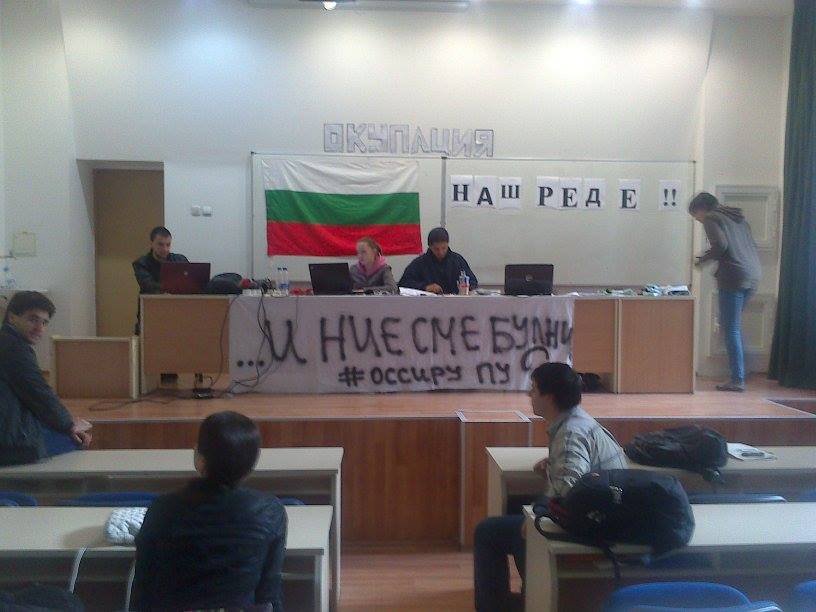 ОКУПАЦИЯ
НАШ РЕД Е !!
...И НИЕ СМЕ БУДНИ
#occupy ПУ